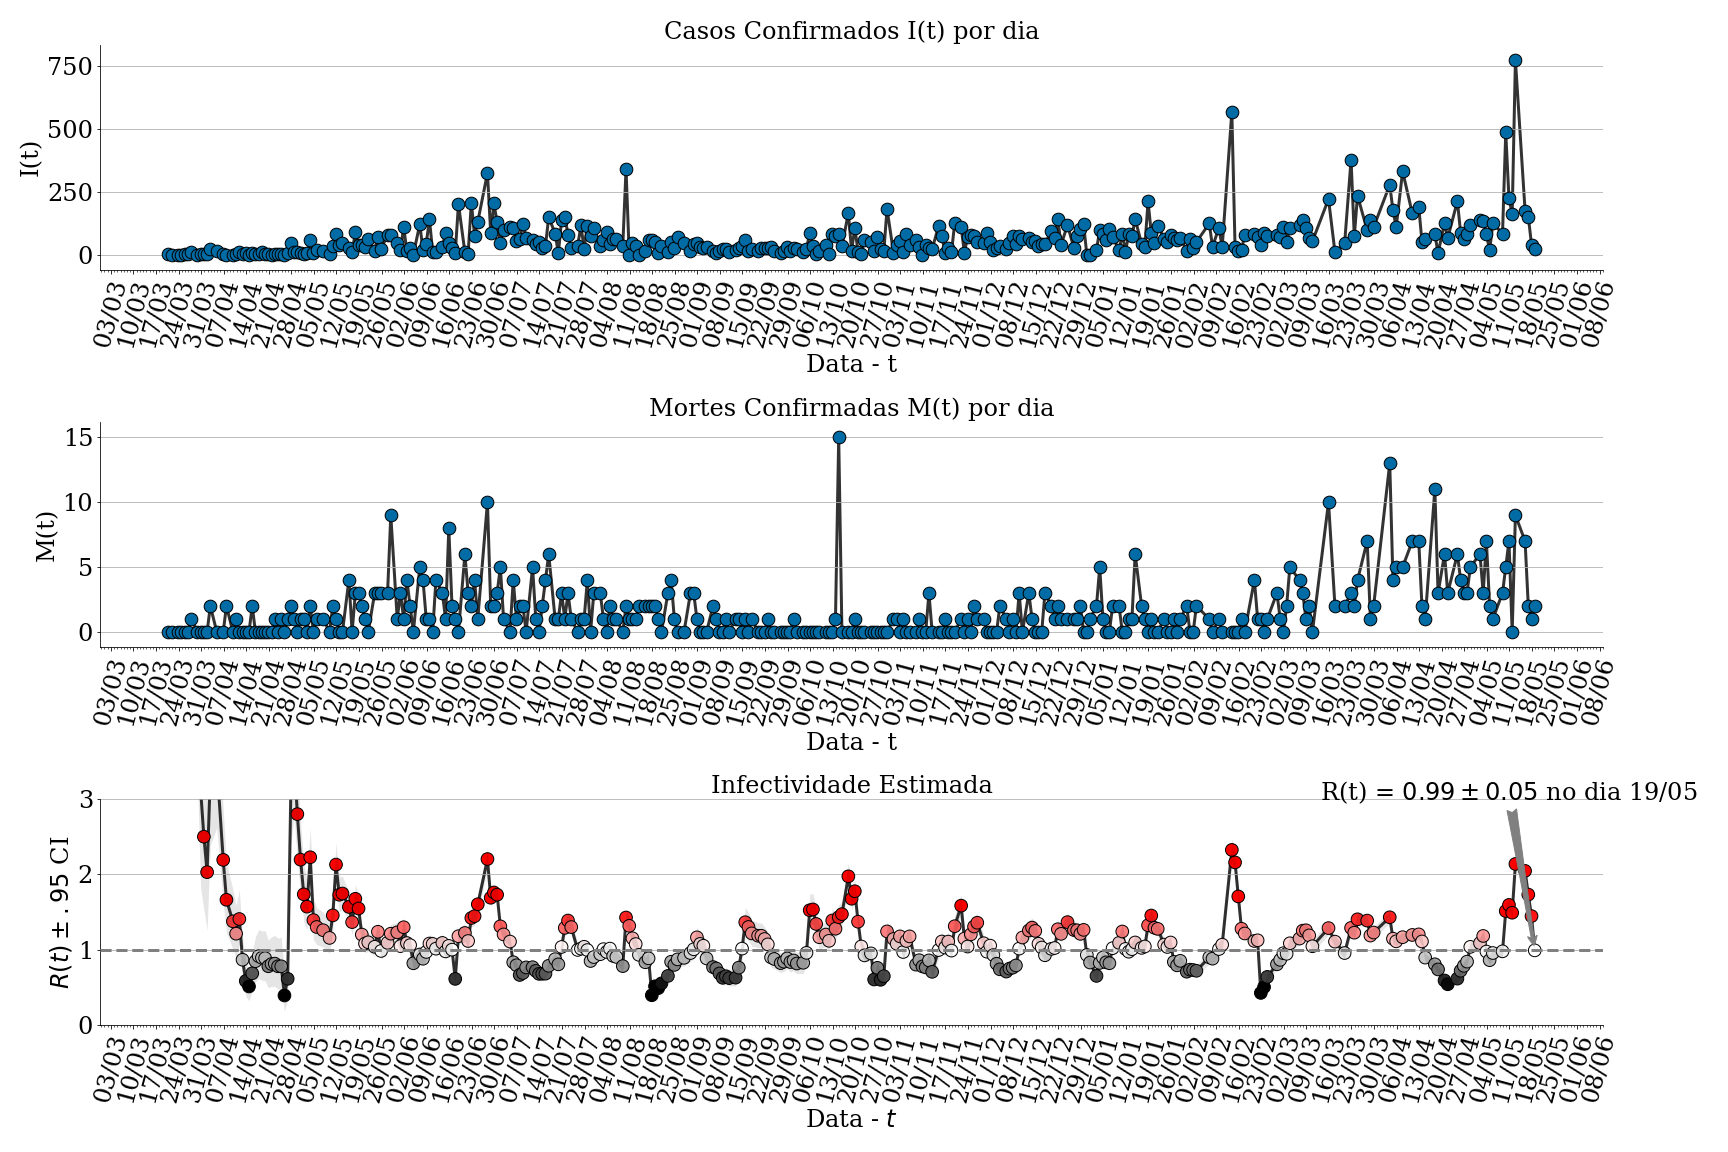 Casos Confirmados I(t) por dia
I(t)
750
500
250
0
03/03 10/03 17/03 24/03 31/03 07/04 14/04 21/04 28/04 05/05 12/05 19/05 26/05 02/06 09/06 16/06 23/06 30/06 07/07 14/07 21/07 28/07 04/08 11/08 18/08 25/08 01/09 08/09 15/09 22/09 29/09 06/10 13/10 20/10 27/10 03/11 10/11 17/11 24/11 01/12 08/12 15/12 22/12 29/12 05/01 12/01 19/01 26/01 02/02 09/02 16/02 23/02 02/03 09/03 16/03 23/03 30/03 06/04 13/04 20/04 27/04 04/05 11/05 18/05 25/05 01/06 08/06
Data - t
Mortes Confirmadas M(t) por dia
M(t)
15
10
5
0
03/03 10/03 17/03 24/03 31/03 07/04 14/04 21/04 28/04 05/05 12/05 19/05 26/05 02/06 09/06 16/06 23/06 30/06 07/07 14/07 21/07 28/07 04/08 11/08 18/08 25/08 01/09 08/09 15/09 22/09 29/09 06/10 13/10 20/10 27/10 03/11 10/11 17/11 24/11 01/12 08/12 15/12 22/12 29/12 05/01 12/01 19/01 26/01 02/02 09/02 16/02 23/02 02/03 09/03 16/03 23/03 30/03 06/04 13/04 20/04 27/04 04/05 11/05 18/05 25/05 01/06 08/06
Data - t
Infectividade Estimada
R(t) = 0.99 ± 0.05 no dia 19/05
R(t) ± .95 CI
3
2
1
0
03/03 10/03 17/03 24/03 31/03 07/04 14/04 21/04 28/04 05/05 12/05 19/05 26/05 02/06 09/06 16/06 23/06 30/06 07/07 14/07 21/07 28/07 04/08 11/08 18/08 25/08 01/09 08/09 15/09 22/09 29/09 06/10 13/10 20/10 27/10 03/11 10/11 17/11 24/11 01/12 08/12 15/12 22/12 29/12 05/01 12/01 19/01 26/01 02/02 09/02 16/02 23/02 02/03 09/03 16/03 23/03 30/03 06/04 13/04 20/04 27/04 04/05 11/05 18/05 25/05 01/06 08/06
Data - t